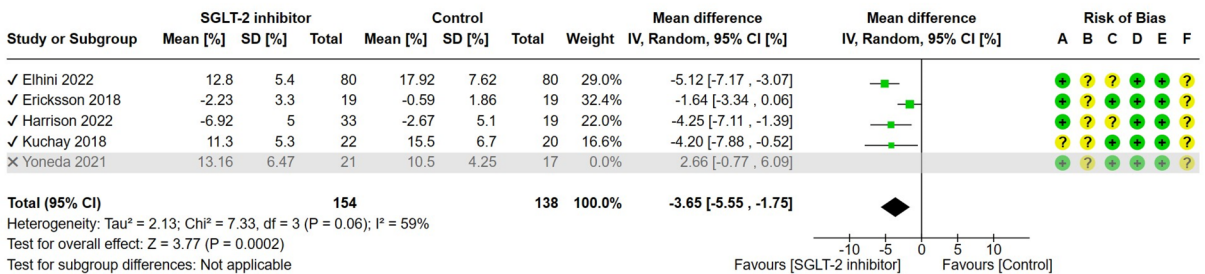 SGLT-2 inhibitor Control Mean difference Mean difference Risk of Bias
Study or Subgroup Mean [%] SD [%] Total Mean [%] SD [%] Total Weight IV, Random, 95% CI [%] IV, Random, 95% CI [%] A B C D E F
✓ Elhini 2022 12.8 5.4 80 17.92 7.62 80 29.0% -5.12 [-7.17 , -3.07] + ? ? + + ?
✓ Ericksson 2018 -2.23 3.3 19 -0.59 1.86 19 32.4% -1.64 [-3.34 , 0.06] + ? + + + ?
✓ Harrison 2022 -6.92 5 33 -2.67 5.1 19 22.0% -4.25 [-7.11 , -1.39] + ? ? + + ?
✓ Kuchay 2018 11.3 5.3 22 15.5 6.7 20 16.6% -4.20 [-7.88 , -0.52] ? ? + + + ?
✕ Yoneda 2021 13.16 6.47 21 10.5 4.25 17 0.0% 2.66 [-0.77 , 6.09] + ? + + + ?
Total (95% CI) 154 138 100.0% -3.65 [-5.55 , -1.75]
Heterogeneity: Tau² = 2.13; Chi² = 7.33, df = 3 (P = 0.06); I² = 59%
Test for overall effect: Z = 3.77 (P = 0.0002) -10 -5 0 5 10
Test for subgroup differences: Not applicable Favours [SGLT-2 inhibitor] Favours [Control]